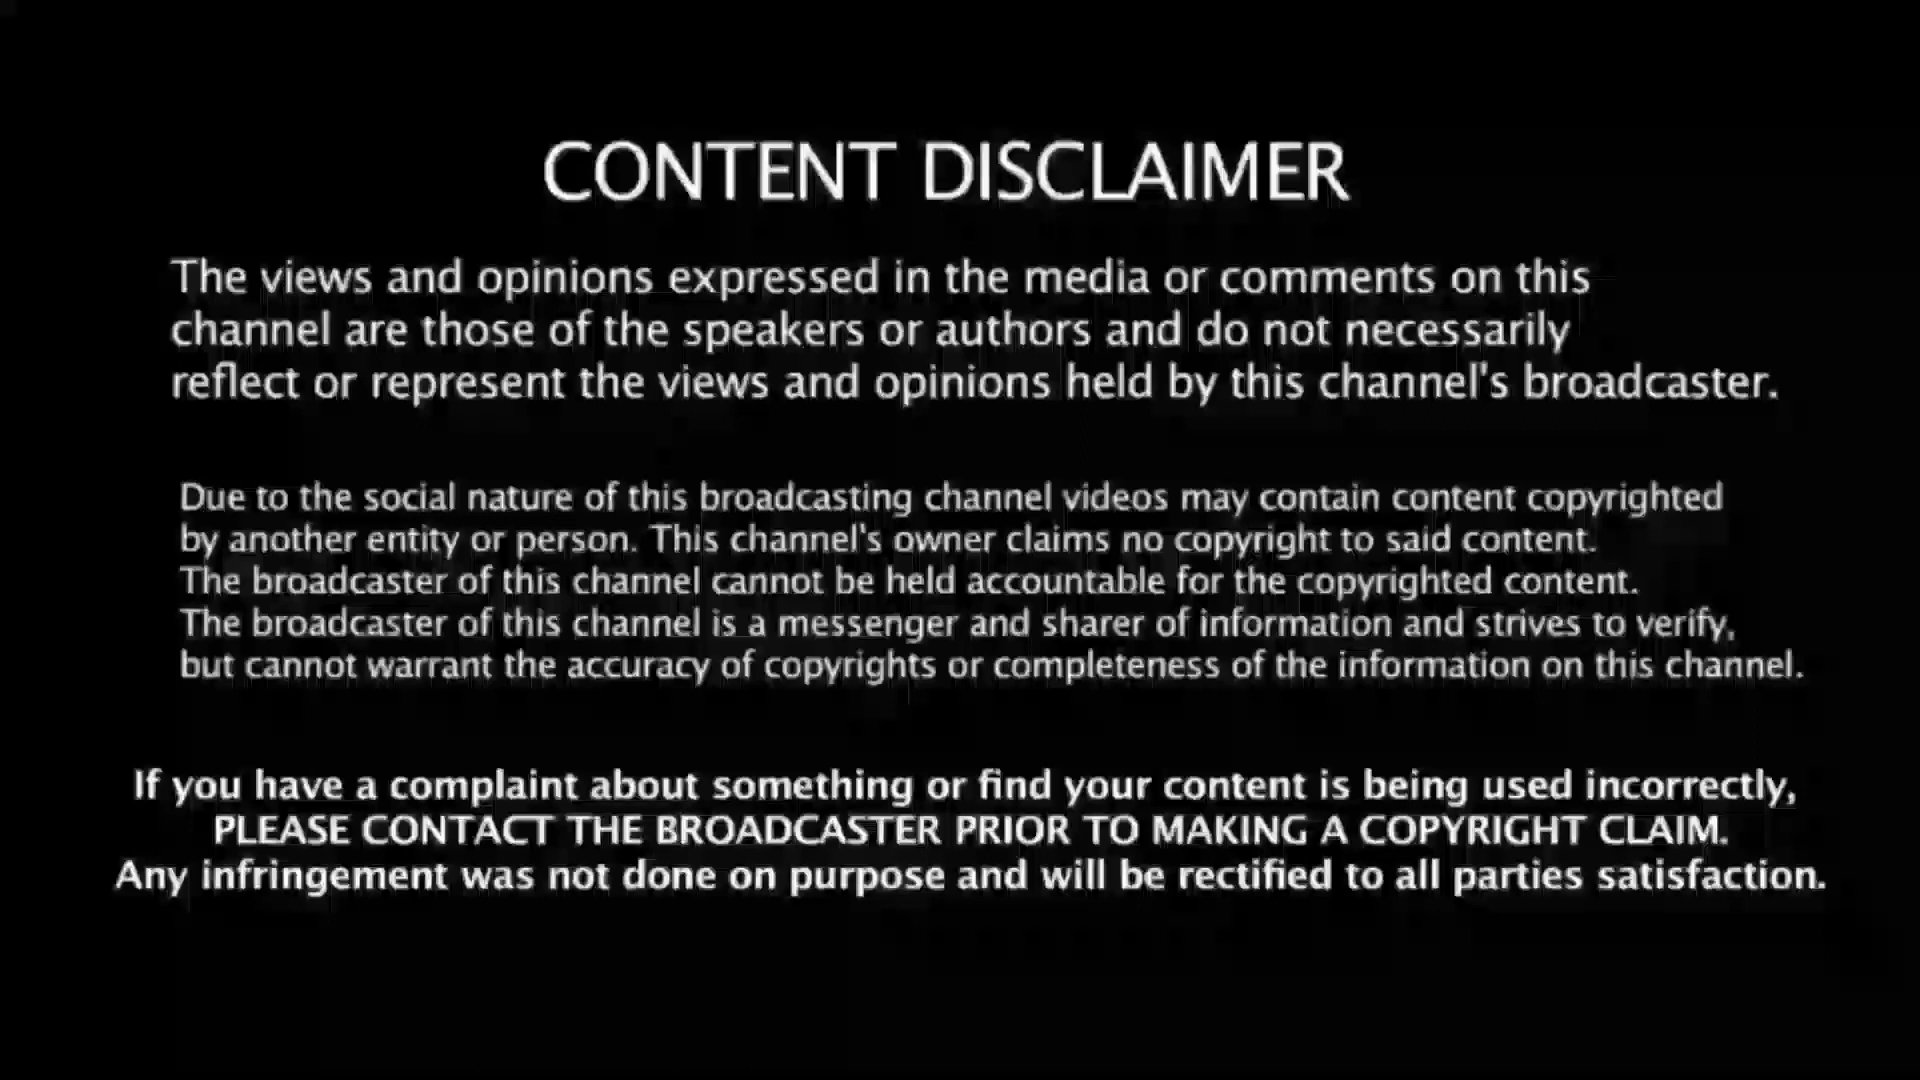 CONTENT DISCLAIMER
The views and opinions expressed in the media or comments on this
channel are those of the speakers or authors and do not necessarily
reflect or represent the views and opinions held by this channel's broadcaster.
Due to the social nature of this broadcasting channel videos may contain content copyrighted
by another entity or person. This channel's owner claims no copyright to said content.
The broadcaster of this channel cannot be held accountable for the copyrighted content.
The broadcaster of this channel is a messenger and sharer of information and strives to verify,
but cannot warrant the accuracy of copyrights or completeness of the information on this channel.
If you have a complaint about something or find your content is being used incorrectly,
PLEASE CONTACT THE BROADCASTER PRIOR TO MAKING A COPYRIGHT CLAIM.
Any infringement was not done on purpose and will be rectified to all parties satisfaction.